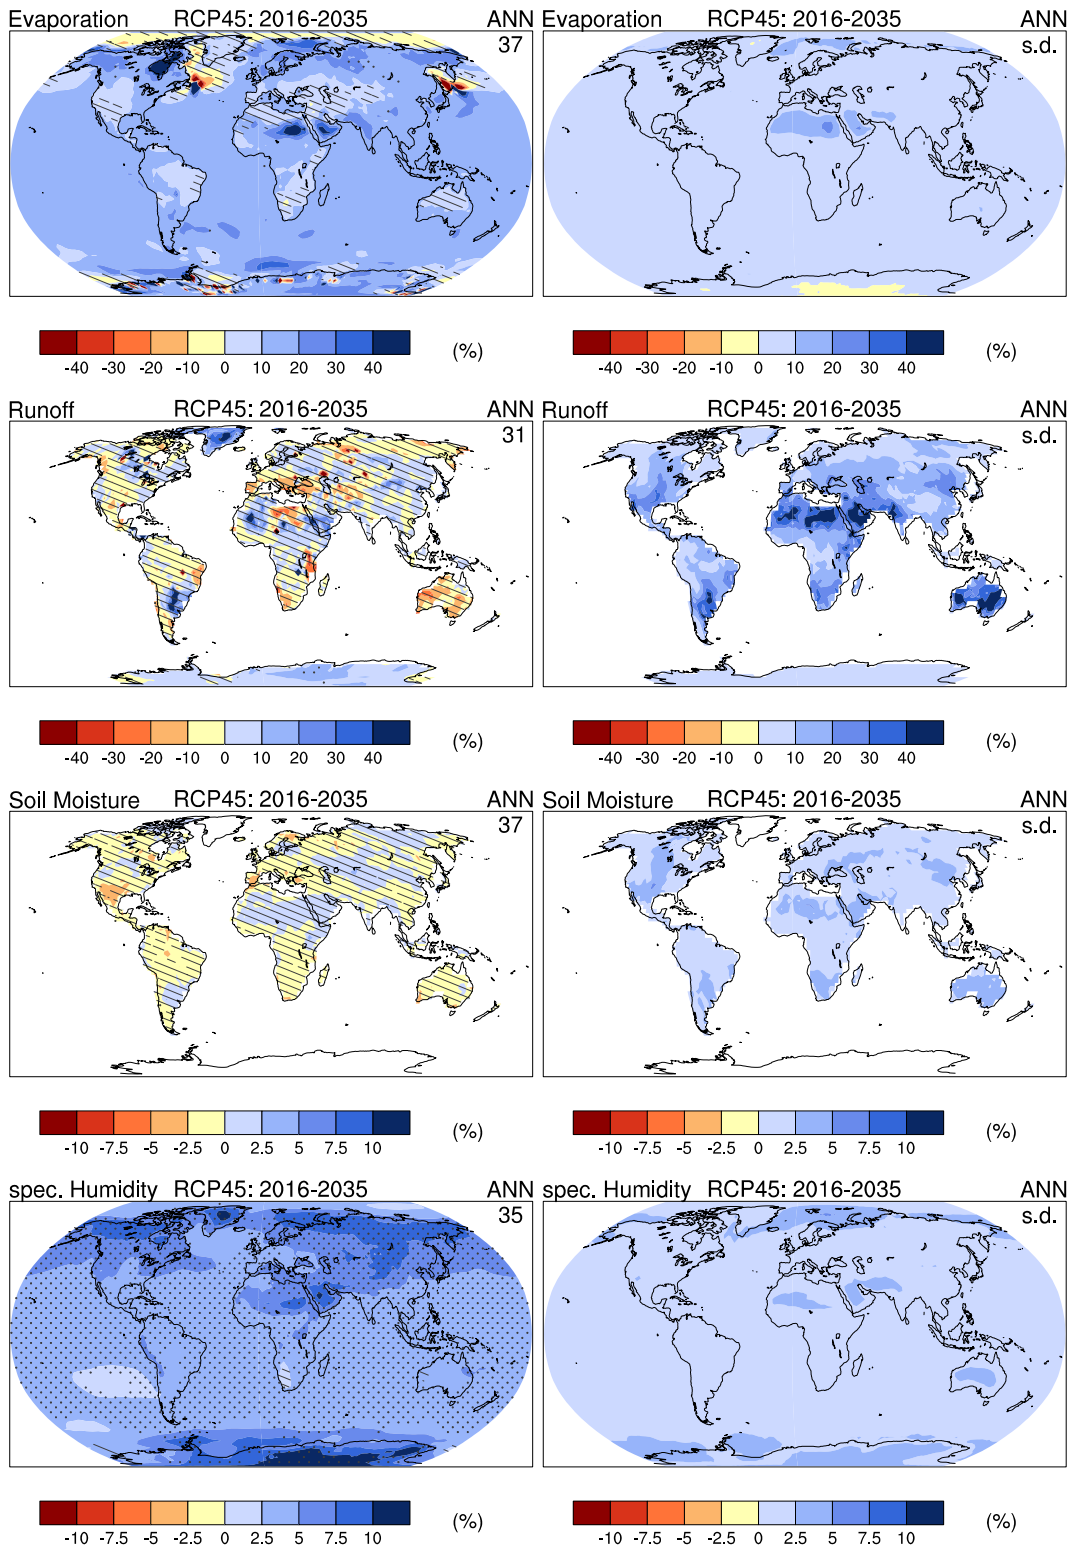 Evaporation RCP45: 2016-2035 ANN
37
-40 -30 -20 -10 0 10 20 30 40 (%)
Evaporation RCP45: 2016-2035 ANN
s.d.
-40 -30 -20 -10 0 10 20 30 40 (%)
Runoff RCP45: 2016-2035 ANN
31
-40 -30 -20 -10 0 10 20 30 40 (%)
Runoff RCP45: 2016-2035 ANN
s.d.
-40 -30 -20 -10 0 10 20 30 40 (%)
Soil Moisture RCP45: 2016-2035 ANN
37
-10 -7.5 -5 -2.5 0 2.5 5 7.5 10 (%)
Soil Moisture RCP45: 2016-2035 ANN
s.d.
-10 -7.5 -5 -2.5 0 2.5 5 7.5 10 (%)
spec. Humidity RCP45: 2016-2035 ANN
35
-10 -7.5 -5 -2.5 0 2.5 5 7.5 10 (%)
spec. Humidity RCP45: 2016-2035 ANN
s.d.
-10 -7.5 -5 -2.5 0 2.5 5 7.5 10 (%)